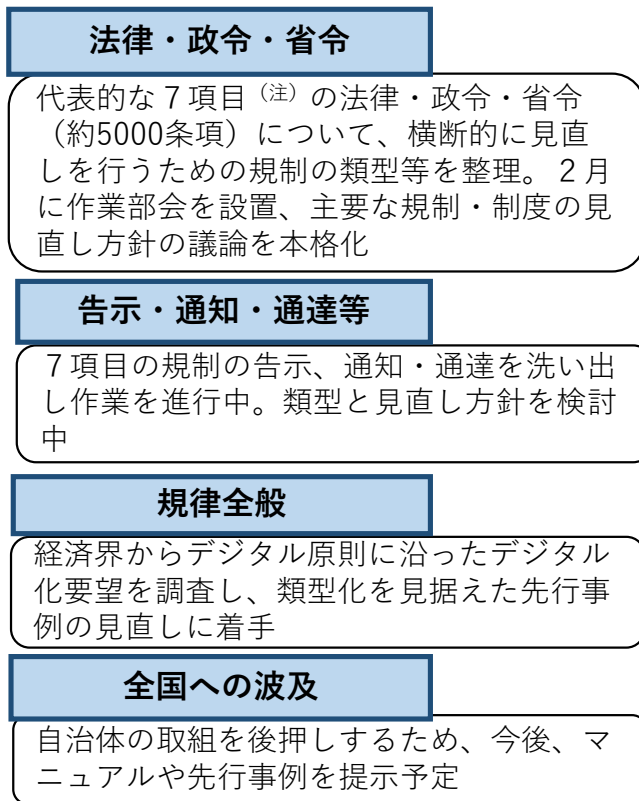 法律・政令・省令
代表的な７項目（注）の法律・政令・省令
（約5000条項）について、横断的に見直
しを行うための規制の類型等を整理。２月
に作業部会を設置、主要な規制・制度の見
直し方針の議論を本格化
告示・通知・通達等
７項目の規制の告示、通知・通達を洗い出
し作業を進行中。類型と見直し方針を検討
中
規律全般
経済界からデジタル原則に沿ったデジタル
化要望を調査し、類型化を見据えた先行事
例の見直しに着手
全国への波及
自治体の取組を後押しするため、今後、マ
ニュアルや先行事例を提示予定